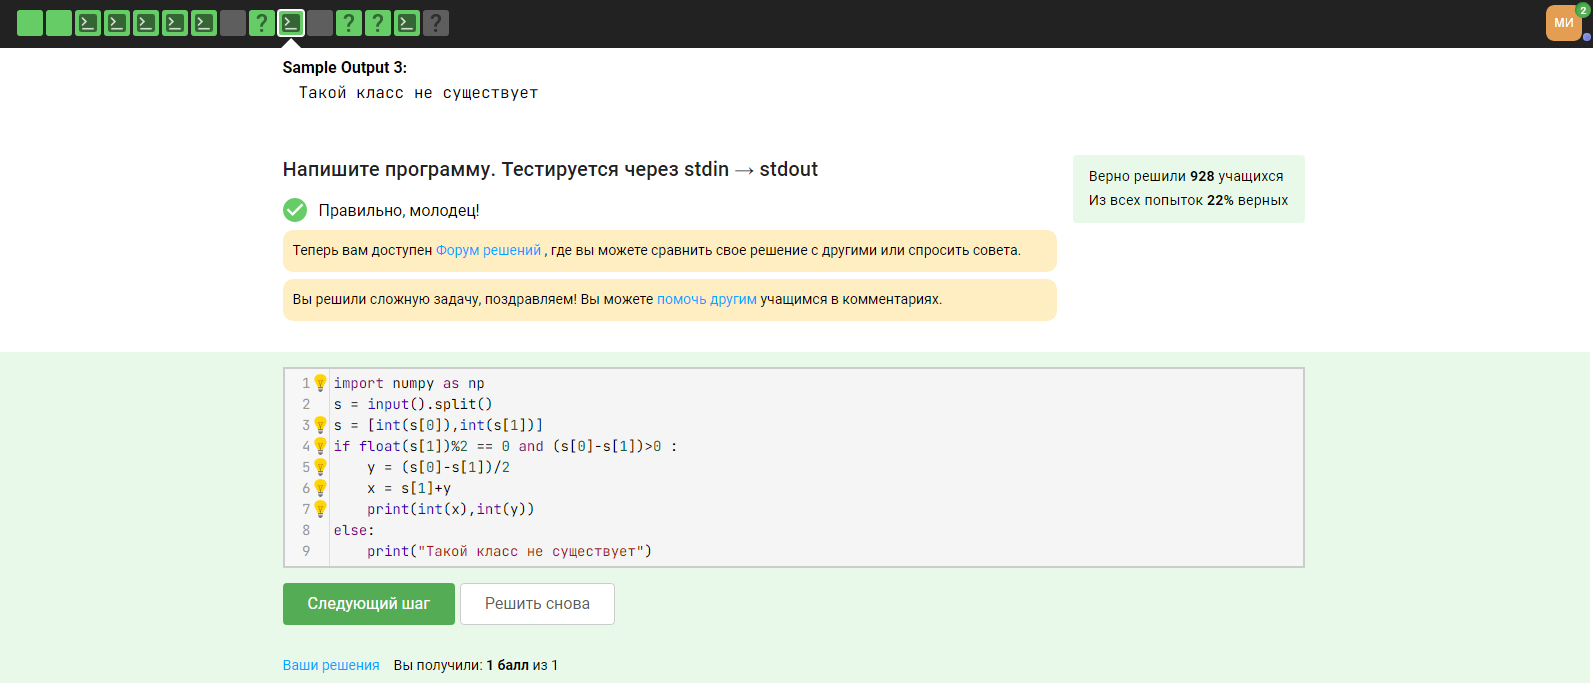 ? ? ? ?
МИ
2
Sample Output 3:
Такой класс не существует
Напишите программу. Тестируется через stdin → stdout
Верно решили 928 учащихся
Из всех попыток 22% верных
Правильно, молодец!
Теперь вам доступен Форум решений , где вы можете сравнить свое решение с другими или спросить совета.
Вы решили сложную задачу, поздравляем! Вы можете помочь другим учащимся в комментариях.
1 import numpy as np
2 s = input().split()
3 s = [int(s[0]),int(s[1])]
4 if float(s[1])%2 == 0 and (s[0]-s[1])>0 :
5     y = (s[0]-s[1])/2
6     x = s[1]+y
7     print(int(x),int(y))
8 else:
9     print("Такой класс не существует")
Следующий шаг
Решить снова
Ваши решения Вы получили: 1 балл из 1